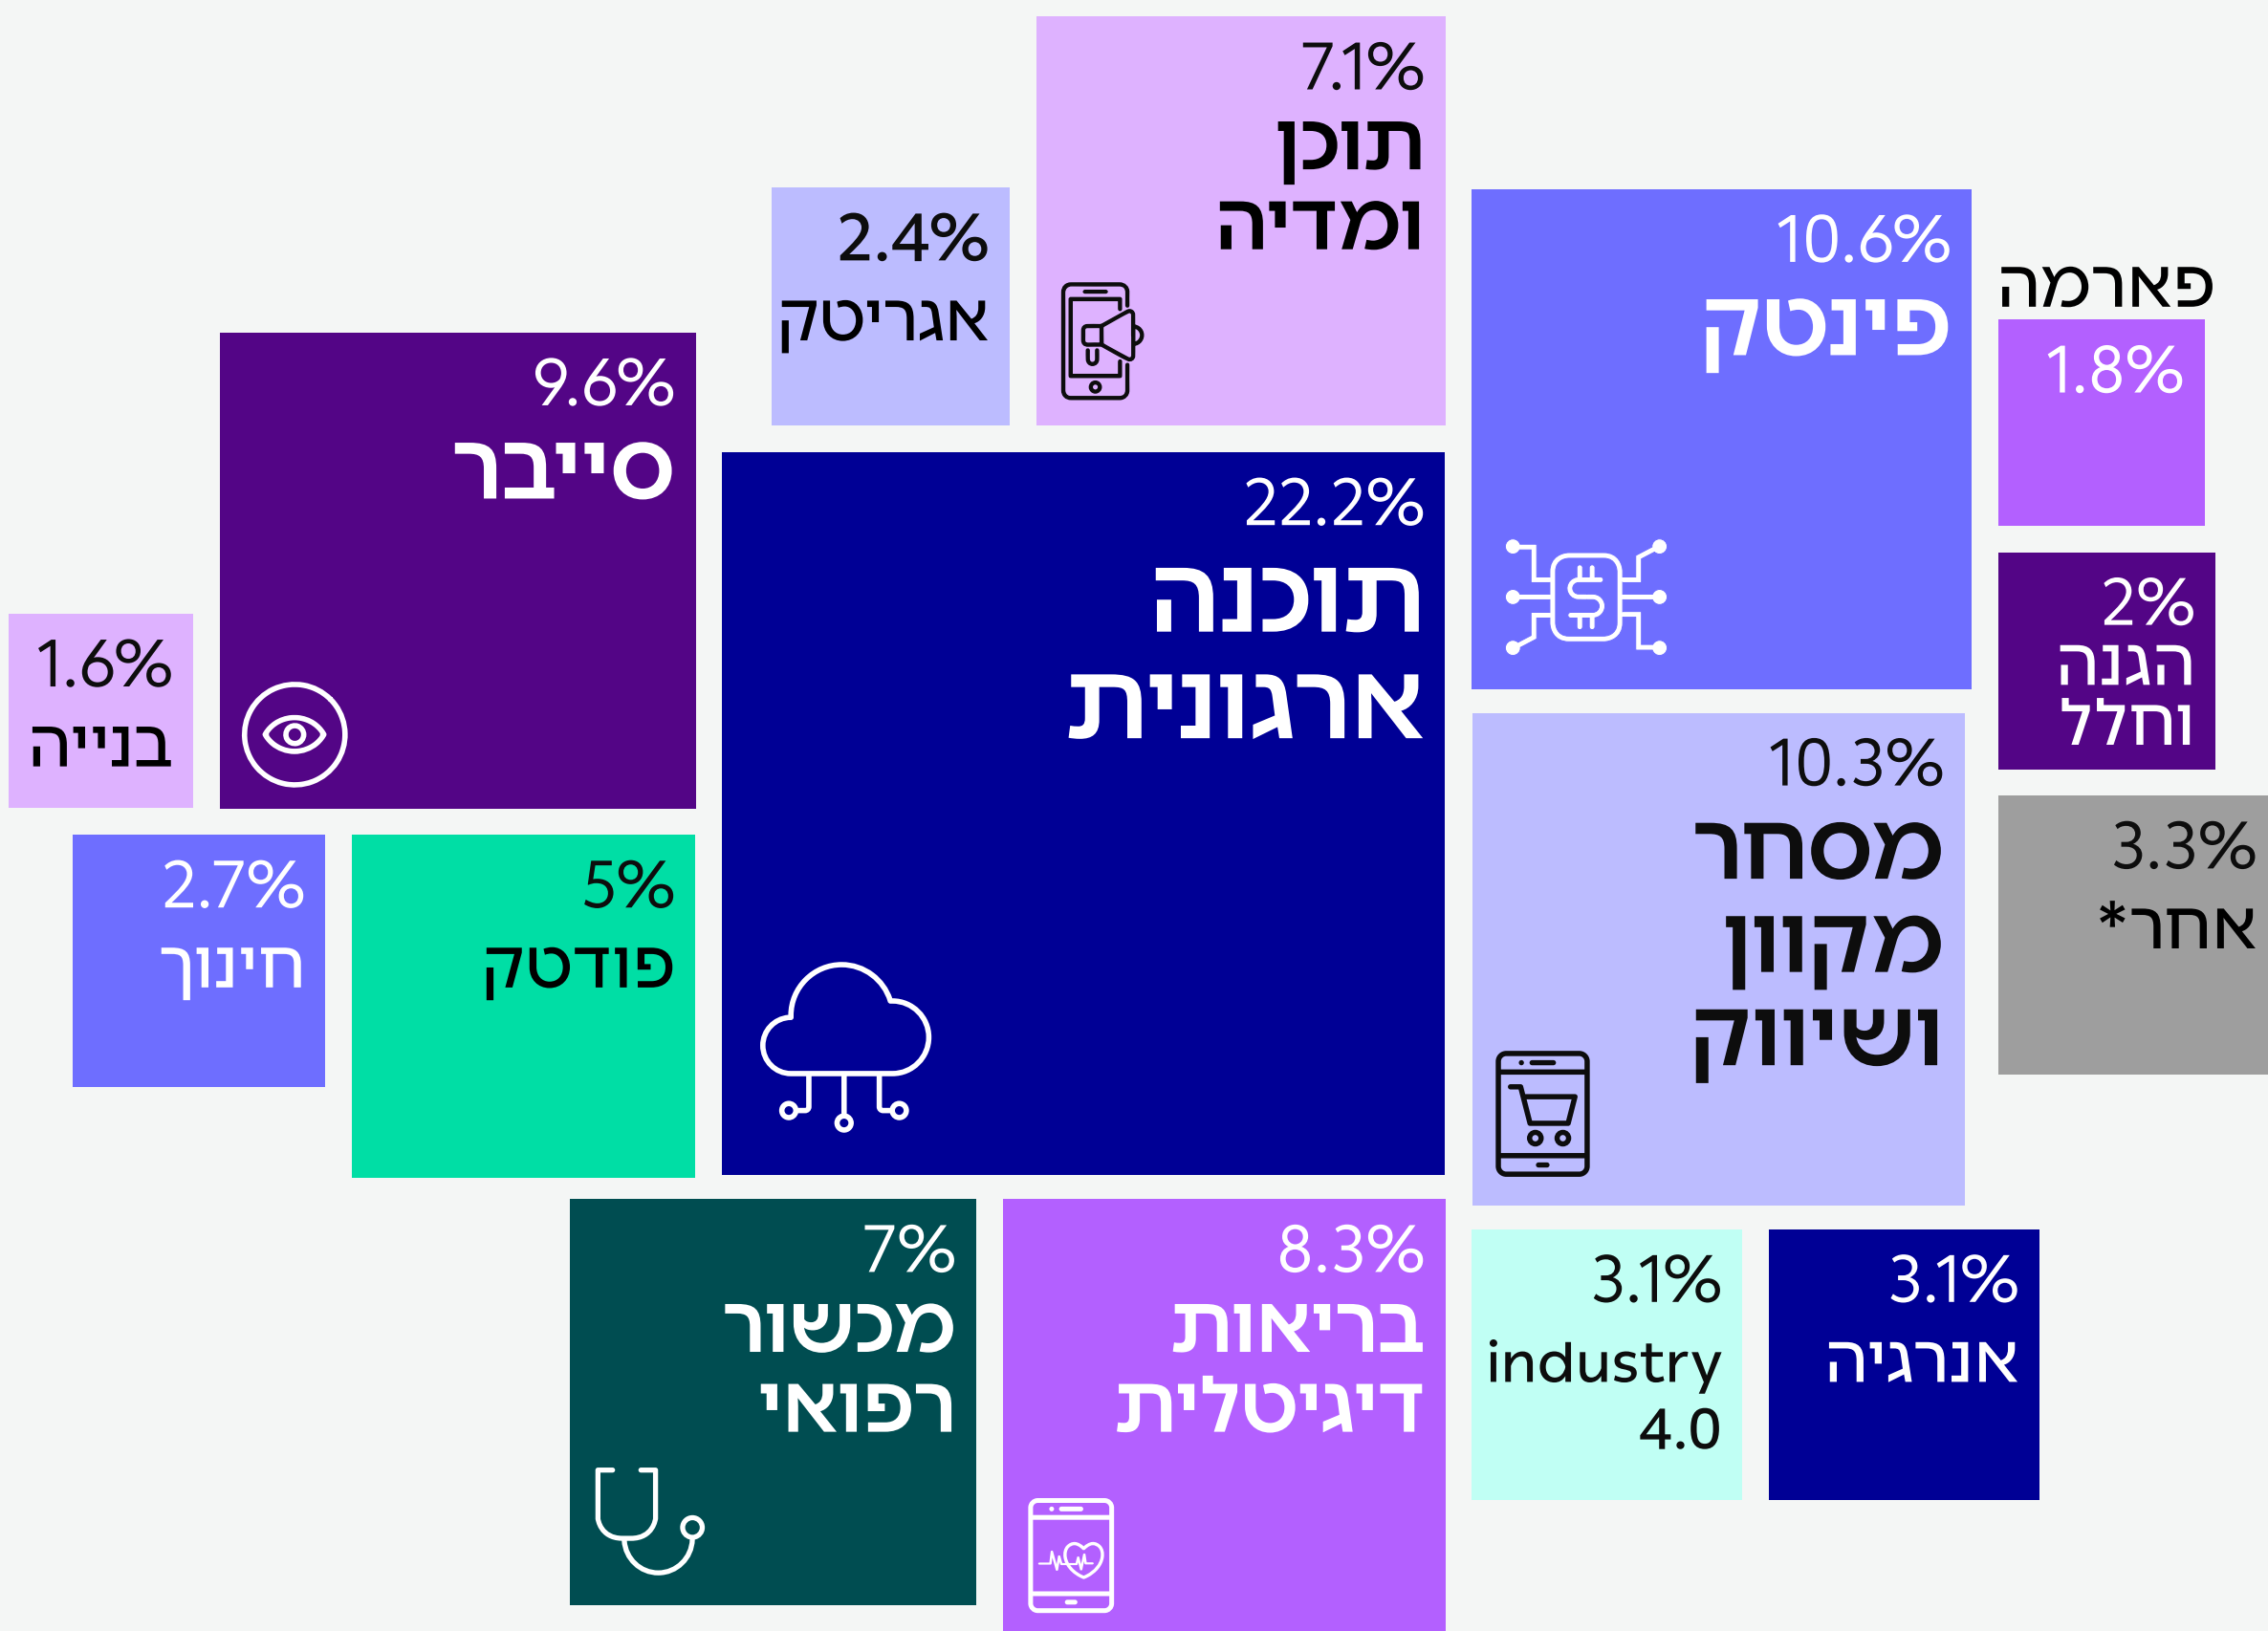 7.1%
תוכן
ומדיה
2.4%
אגריטק
10.6%
פינטק
פארמה
1.8%
9.6%
סייבר
22.2%
תוכנה
ארגונית
2%
הגנה
וחלל
1.6%
בנייה
10.3%
מסחר
מקוון
ושיווק
3.3%
אחר*
2.7%
חינוך
5%
פודטק
7%
מכשור
רפואי
8.3%
בריאות
דיגיטלית
3.1%
industry
4.0
3.1%
אנרגיה